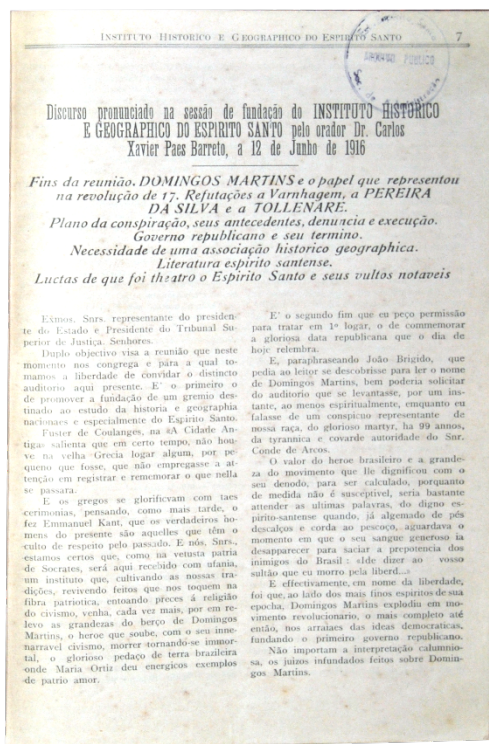 INSTITUTO HISTORICO E GEOGRAPHICO DO ESPIRITO SANTO 7
PUBLICO
Discurso pronunciado na sessão de fundação do INSTITUTO HISTORICO
E GEOGRAPHICO DO ESPIRITO SANTO pelo orador Dr. Carlos
Xavier Paes Barreto, a 12 de Junho de 1916
Fins da reunião. DOMINGOS MARTINS e o papel que representou
na revolução de 17. Refutações a Varnhagem, a PEREIRA
DA SILVA e a TOLLENARE.
Plano da conspiração, seus antecedentes, denuncia e execução.
Governo republicano e seu termino.
Necessidade de uma associação historico geographica.
Literatura espirito santense.
Luctas de que foi theatro o Espirito Santo e seus vultos notaveis
Exmos. Snrs. representante do presiden-
te do Estado e Presidente do Tribunal Su-
perior de Justiça. Senhores.
Duplo objectivo visa a reunião que neste
momento nos congrega e para a qual to-
mamos a liberdade de convidar o distincto
auditorio aqui presente. E' o primeiro o
de promover a fundação de um gremio des-
tinado ao estudo da historia e geographia
nacionaes e especialmente do Espirito Santo.
Fuster de Coulanges, na «A Cidade An-
tiga» salienta que em certo tempo, não hou-
ve na velha Grecia logar algum, por pe-
queno que fosse, que não empregasse a at-
tenção em registrar e rememorar o que nella
se passara.
E os gregos se glorificvam com taes
cerimonias, pensando, como mais tarde, o
fez Emmanuel Kant, que os verdadeiros ho-
mens do presente são aquelles que têm o
culto de respeito pelo passado. E nós, Snrs.,
estamos certos que, como na vetusta patria
de Socrates, será aqui recebido com ufania,
um instituto que, cultivando as nossas tra-
dições, revivendo feitos que nos toquem na
fibra patriotica, entoando préces á religião
do civismo, venha, cada vez mais, por em re-
levo as grandezas do berço de Domingos
Martins, o heroe que soube, com o seu inne-
narravel civismo, morrer tornando-se immor-
tal, o glorioso pedaço de terra brazileira
onde Maria Ortiz deu energicos exemplos
de patrio amor.
E' o segundo fim que eu peço permissão
para tratar em 1º logar, o de commemorar
a gloriosa data republicana que o dia de
hoje relembra.
E, paraphraseando João Brigido, que
pedia ao leitor se descobrisse para ler o nome
de Domingos Martins, bem poderia solicitar
do auditorio que se levantasse, por um ins-
tante, ao menos espiritualmente, emquanto eu
falasse de um conspicuo representante de
nossa raça, do glorioso martyr, ha 99 annos,
da tyrannica e covarde autoridade do Snr.
Conde de Arcos.
O valor do heroe brasileiro e a grande-
za do movimento que lle dignificou com o
seu denodo, para ser calculado, porquanto
de medida não é susceptivel, seria bastante
attender as ultimas palavras, do digno es-
pirito-santense quando, já algemado de pés
descalços e corda ao pescoço, aguardava o
momento em que o seu sangue generoso ia
desapparecer para saciar a prepotencia dos
inimigos do Brasil : «Ide dizer ao vosso
sultão que eu morro pela liberd...»
E effectivamente, em nome da liberdade,
foi que, ao lado dos mais finos espiritos de sua
epocha, Domingos Martins explodiu em mo-
vimento revolucionario, o mais completo até
então, nos arraiaes das ideas democraticas,
fundando o primeiro governo republicano.
Não importam a interpretação calumnio-
sa, os juizos infundados feitos sobre Domin-
gos Martins.